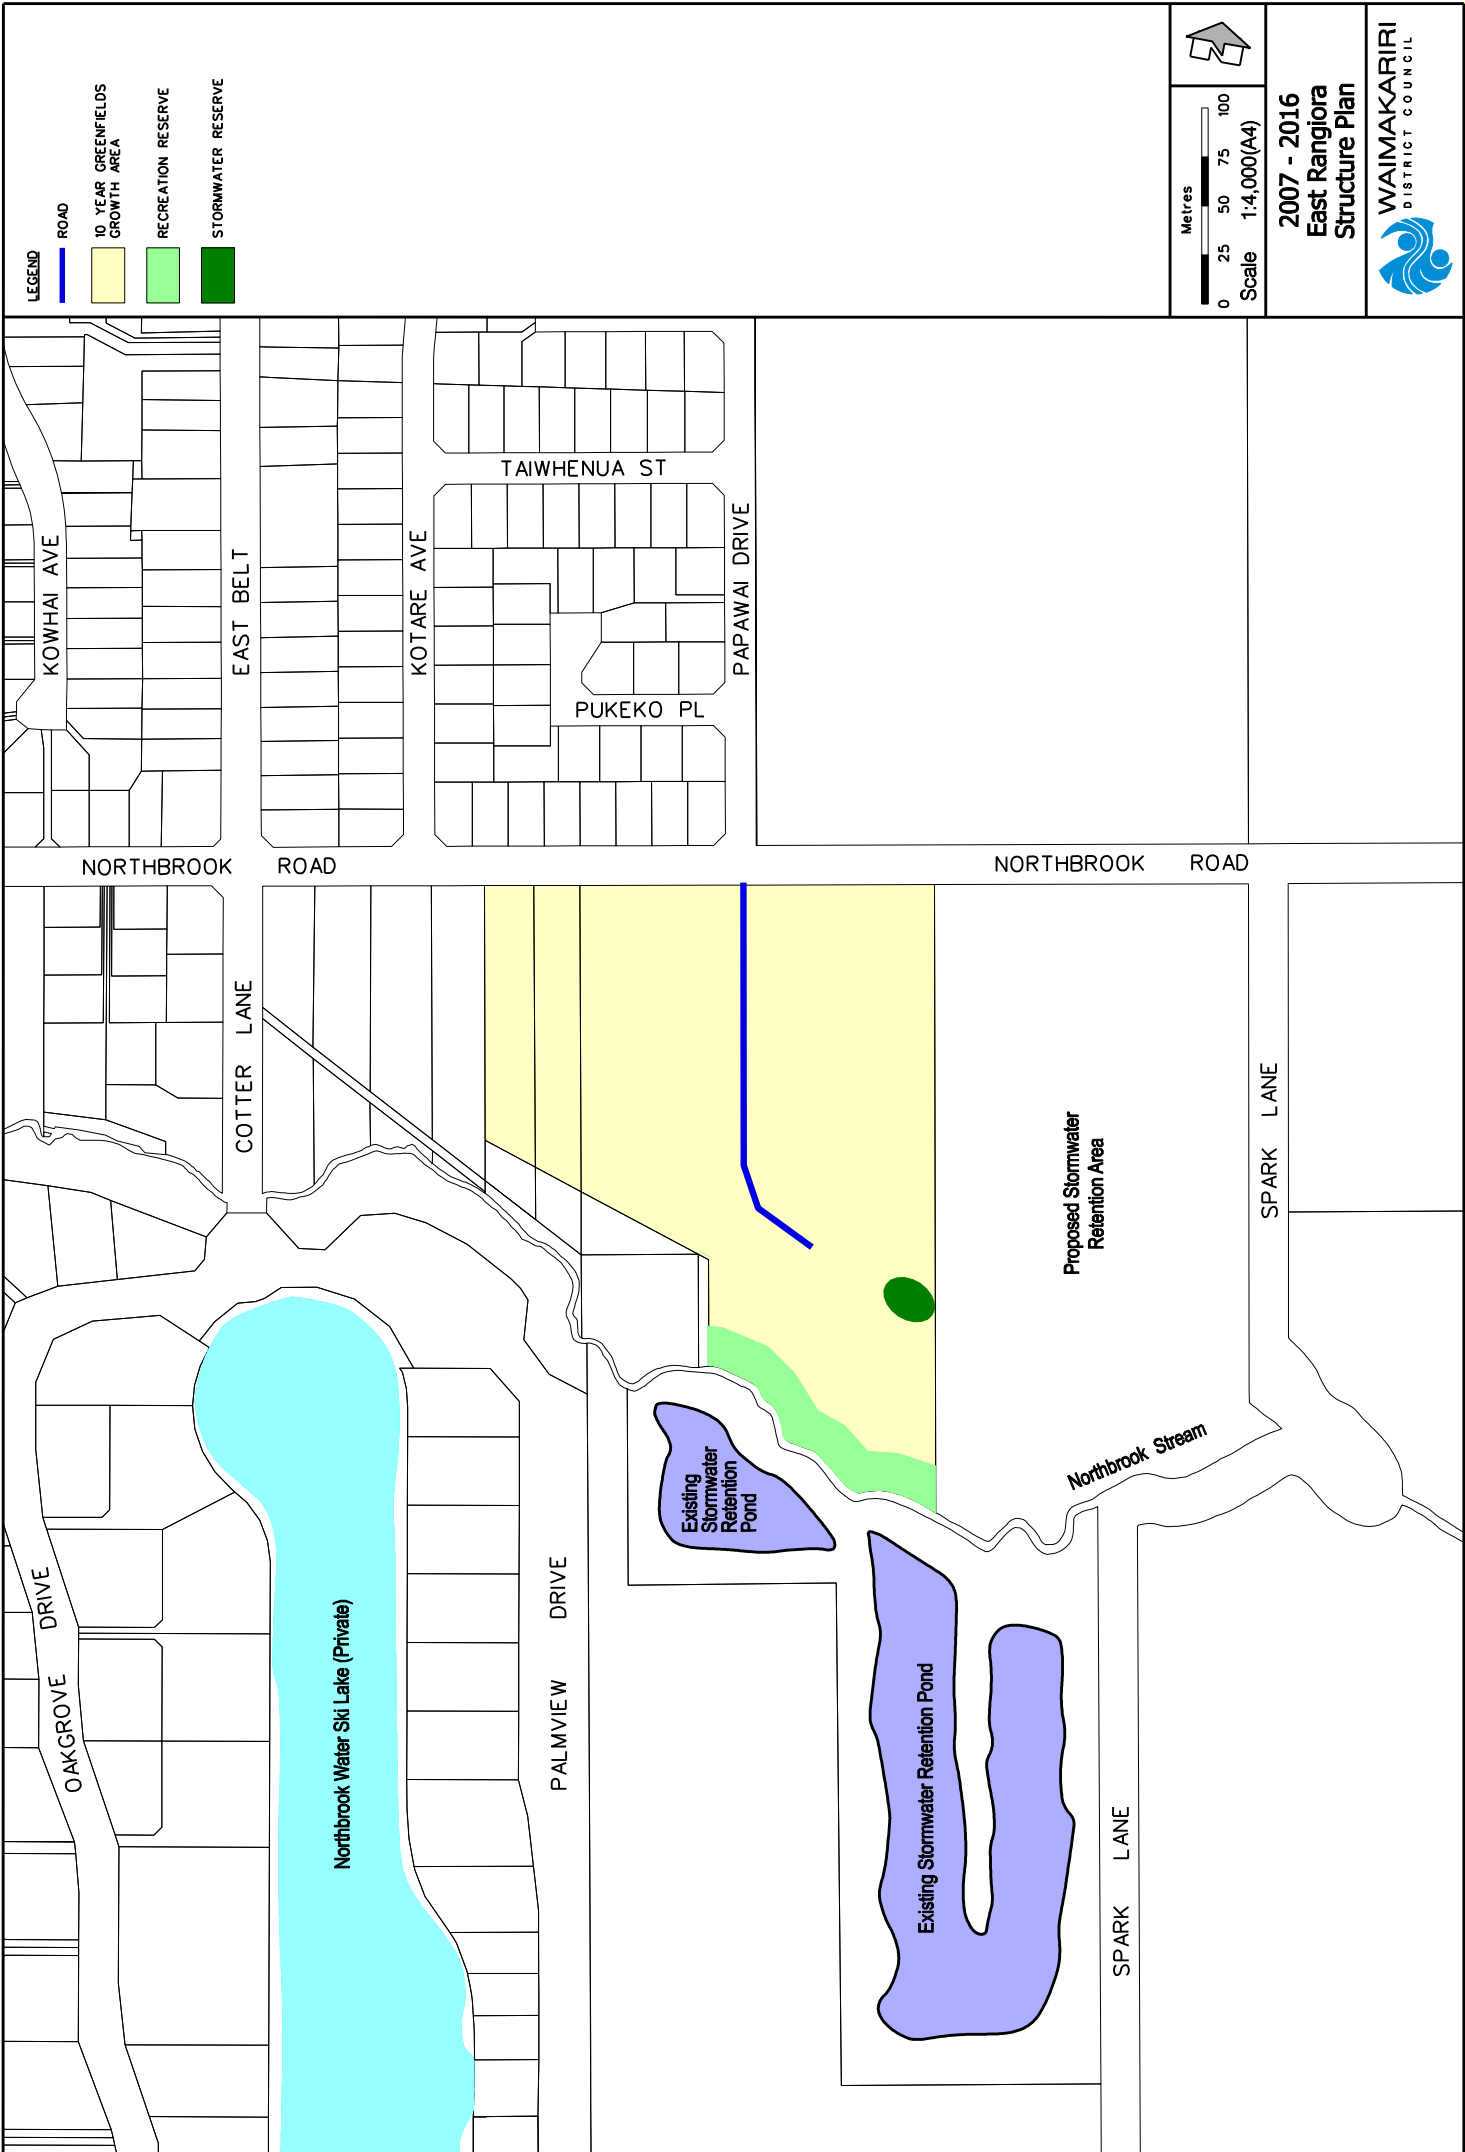 LEGEND
ROAD
10 YEAR GREENFIELDS
GROWTH AREA
RECREATION RESERVE
STORMWATER RESERVE
Metres
0 25 50 75 100
Scale 1:4,000(A4)
2007 - 2016
East Rangiora
Structure Plan
WAIMAKARIRI
DISTRICT COUNCIL
KOWHAI AVE
EAST BELT
KOTARE AVE
TAIWHENUA ST
PAPAWAI DRIVE
PUKEKO PL
NORTHBROOK ROAD
NORTHBROOK ROAD
COTTER LANE
SPARK LANE
Proposed Stormwater
Retention Area
Northbrook Stream
Existing
Stormwater
Retention
Pond
OAKGROVE DRIVE
Northbrook Water Ski Lake (Private)
PALMVIEW DRIVE
Existing Stormwater Retention Pond
SPARK LANE